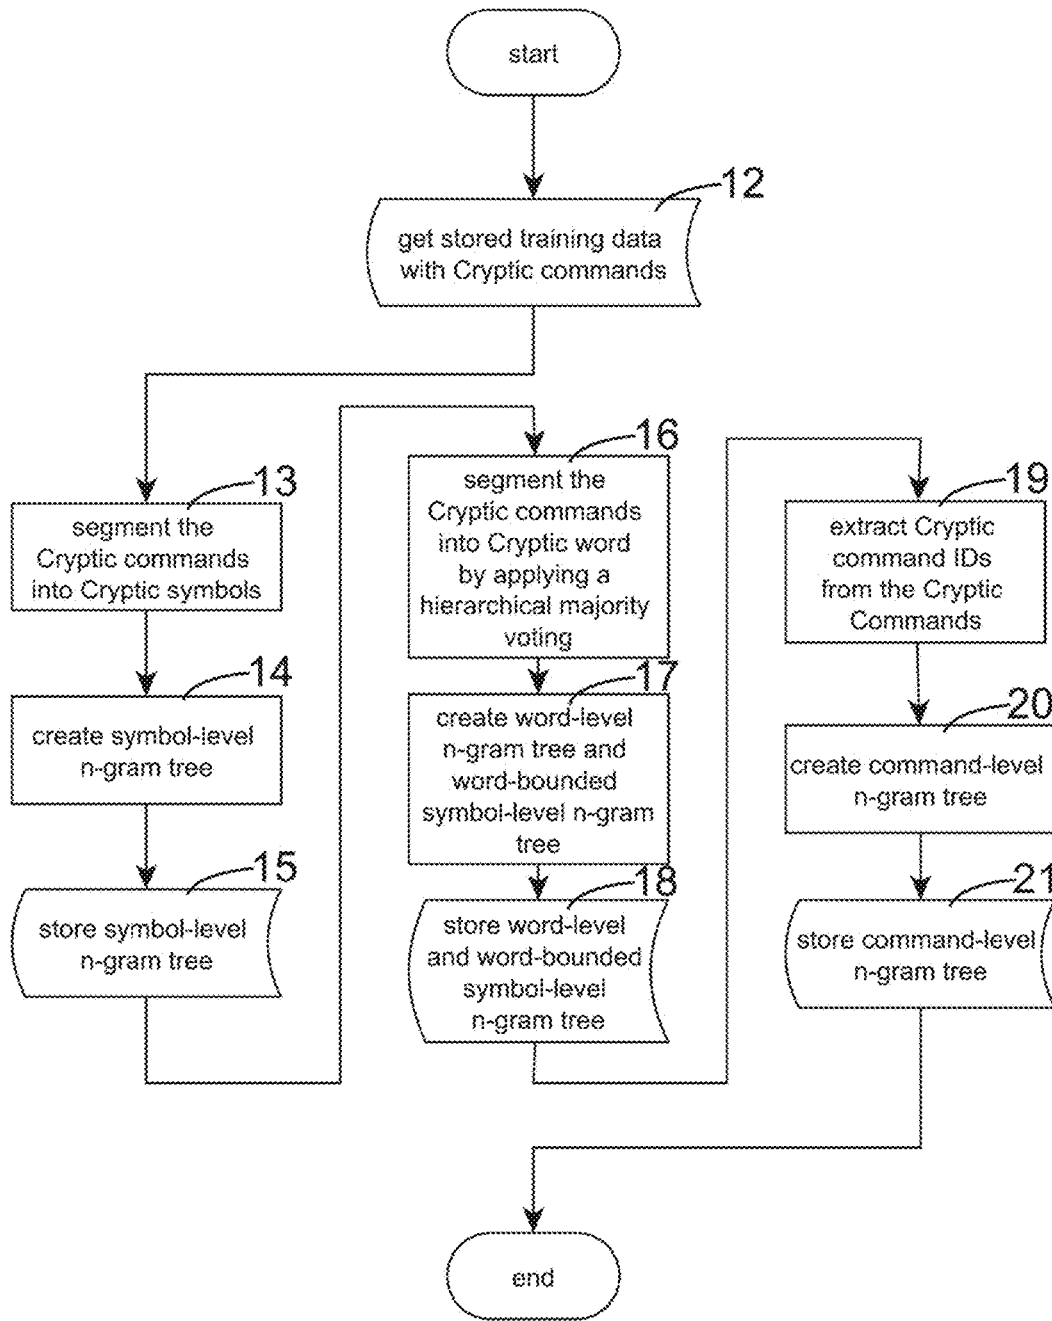 start
12
get stored training data
with Cryptic commands
13
segment the
Cryptic commands
into Cryptic symbols
14
create symbol-level
n-gram tree
15
store symbol-level
n-gram tree
16
segment the
Cryptic commands
into Cryptic word
by applying a
hierarchical majority
voting
17
create word-level
n-gram tree and
word-bounded
symbol-level n-gram
tree
18
store word-level
and word-bounded
symbol-level
n-gram tree
19
extract Cryptic
command IDs
from the Cryptic
Commands
20
create command-level
n-gram tree
21
store command-level
n-gram tree
end